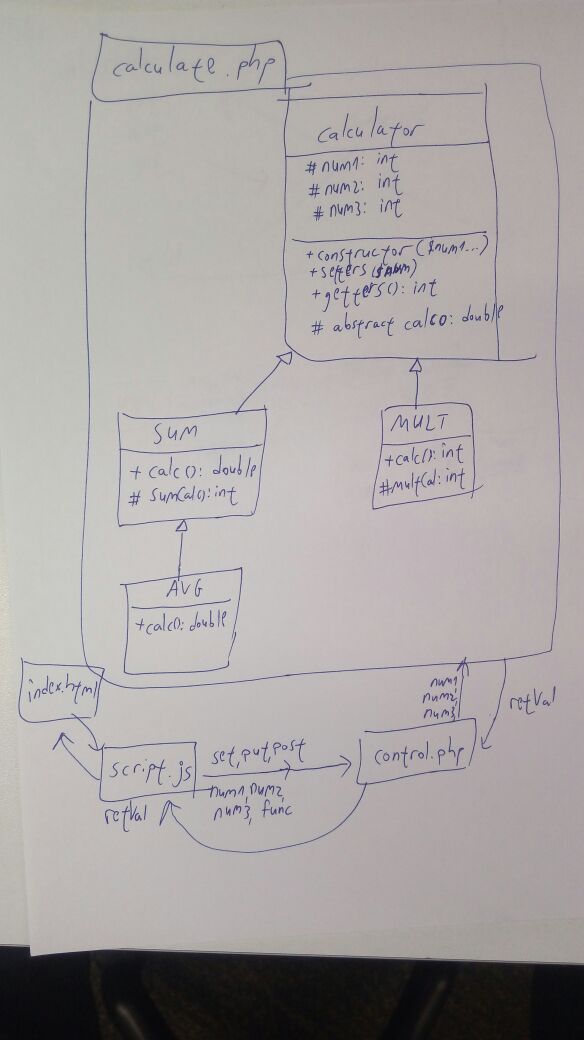 calculate.php
calculator
# num1: int
# num2: int
# num3: int
+constructor ($num1...)
+setters($num)
+getters(): int
# abstract calc(): double
SUM
+ calc(): double
# SumCalc): int
MULT
+calc(): int
#multCal: int
AVG
+calc(): double
index.html
num1
num2,
num3,
retVal
script.js
set, put, post
control.php
num1, num2,
num3, func
retVal